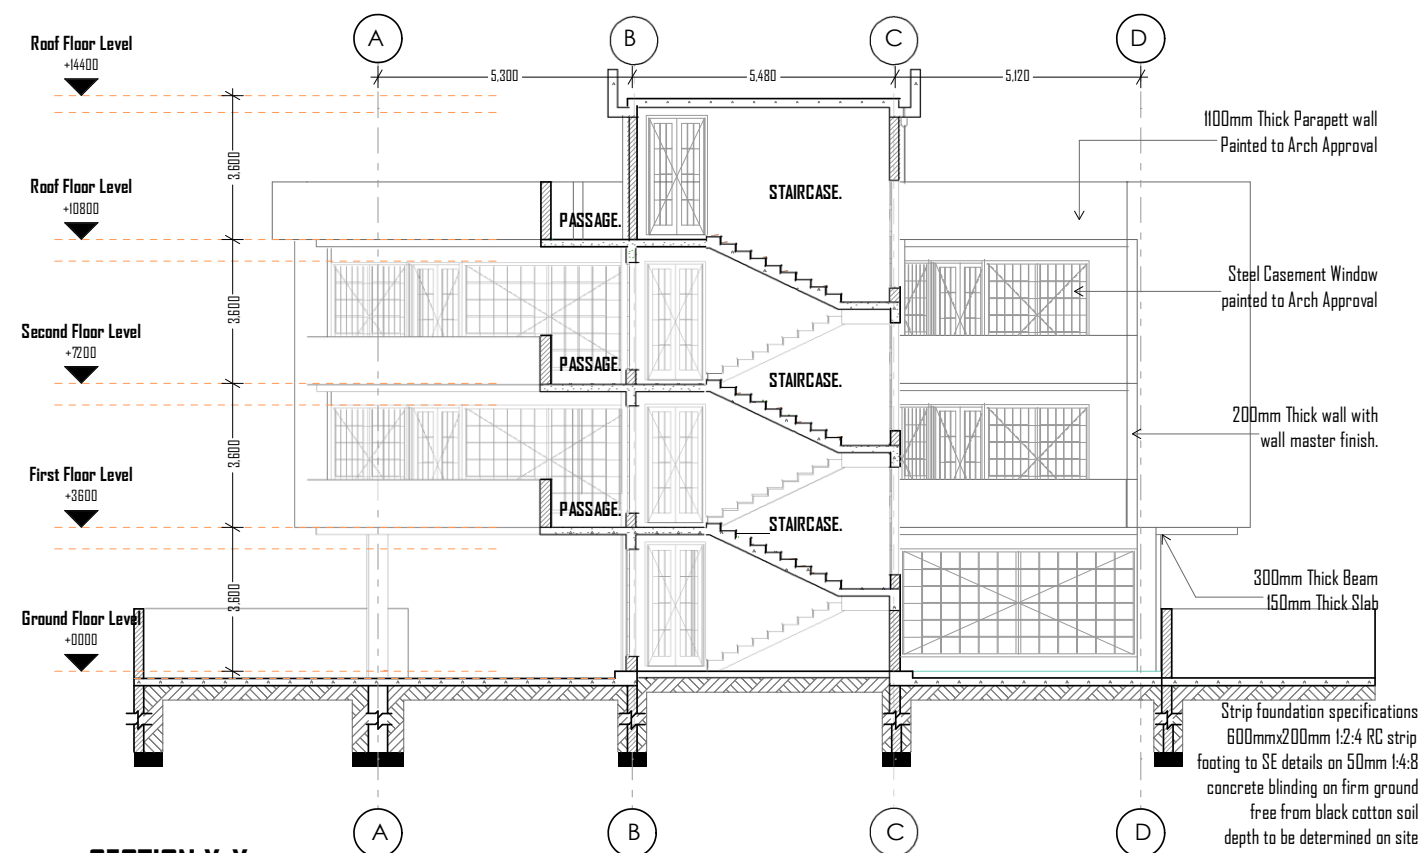 A
B
C
D
Roof Floor Level
+14400
5,300
5,480
5,120
1100mm Thick Parapett wall
Painted to Arch Approval
3,600
Roof Floor Level
+10800
STAIRCASE.
PASSAGE.
Steel Casement Window
painted to Arch Approval
3,600
Second Floor Level
+7200
PASSAGE.
STAIRCASE.
200mm Thick wall with
wall master finish.
3,600
First Floor Level
+3600
PASSAGE.
STAIRCASE.
300mm Thick Beam
150mm Thick Slab
3,600
Ground Floor Level
+0000
Strip foundation specifications
600mmx200mm 1:2:4 RC strip
footing to SE details on 50mm 1:4:8
concrete blinding on firm ground
free from black cotton soil
depth to be determined on site
A
B
C
D
SECTION X-X